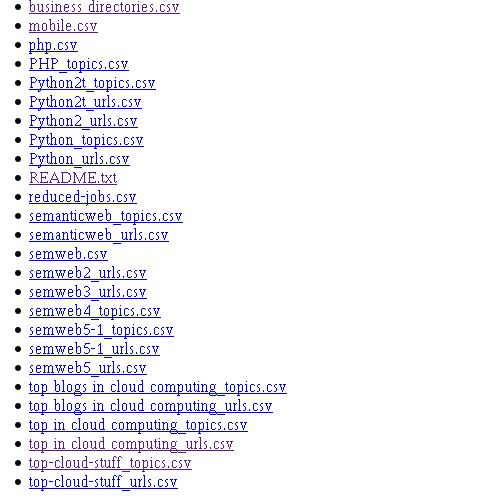 business directories.csv
mobile.csv
php.csv
PHP_topics.csv
Python2t_topics.csv
Python2t_urls.csv
Python2_urls.csv
Python_topics.csv
Python_urls.csv
README.txt
reduced-jobs.csv
semanticweb_topics.csv
semanticweb_urls.csv
semweb.csv
semweb2_urls.csv
semweb3_urls.csv
semweb4_topics.csv
semweb5-1_topics.csv
semweb5-1_urls.csv
semweb5_urls.csv
top blogs in cloud computing_topics.csv
top blogs in cloud computing_urls.csv
top in cloud computing_topics.csv
top in cloud computing_urls.csv
top-cloud-stuff_topics.csv
top-cloud-stuff_urls.csv